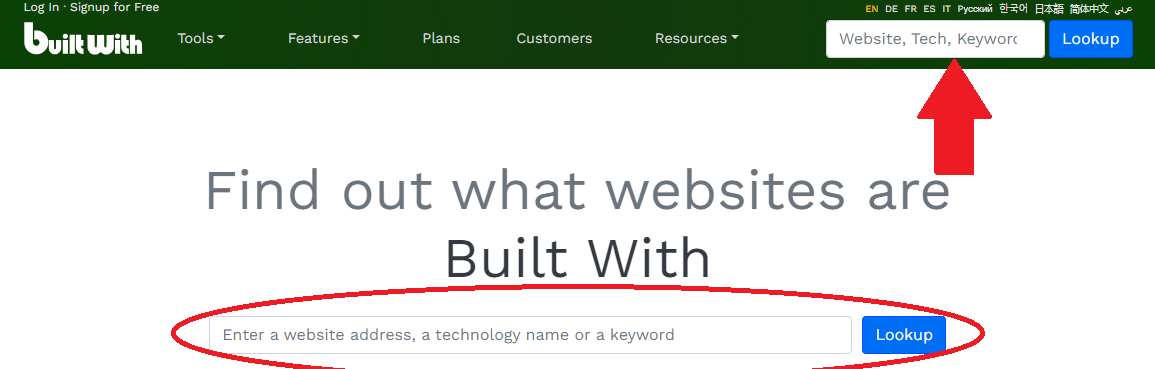 Log In · Signup for Free
EN DE FR ES IT Русский 한국어 日本語 简体中文 عربي
Built With
Tools Features Plans Customers Resources
Website, Tech, Keyword Lookup
Find out what websites are
Built With
Enter a website address, a technology name or a keyword Lookup